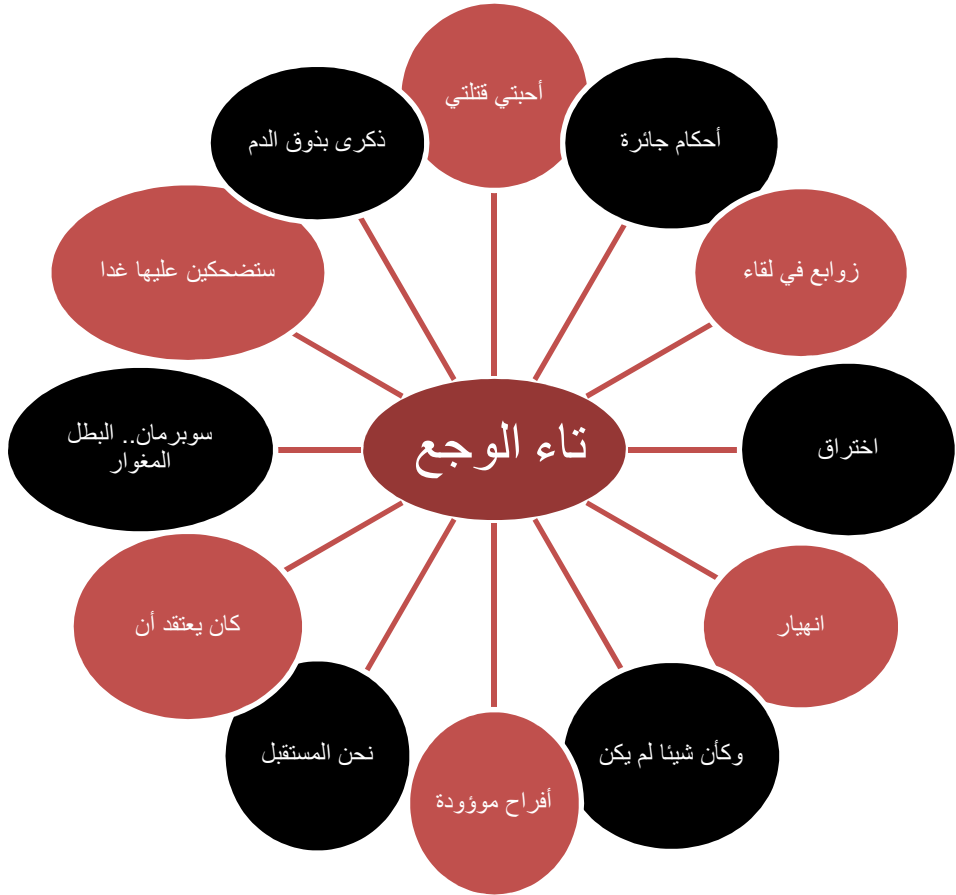 تاء الوجع
أحبتي قتلتي
أحكام جائرة
زوابع في لقاء
اختراق
انهيار
وكأن شيئا لم يكن
أفراح موؤودة
نحن المستقبل
كان يعتقد أن
سوبرمان.. البطل
المغوار
ستضحكين عليها غدا
ذكرى بذوق الدم